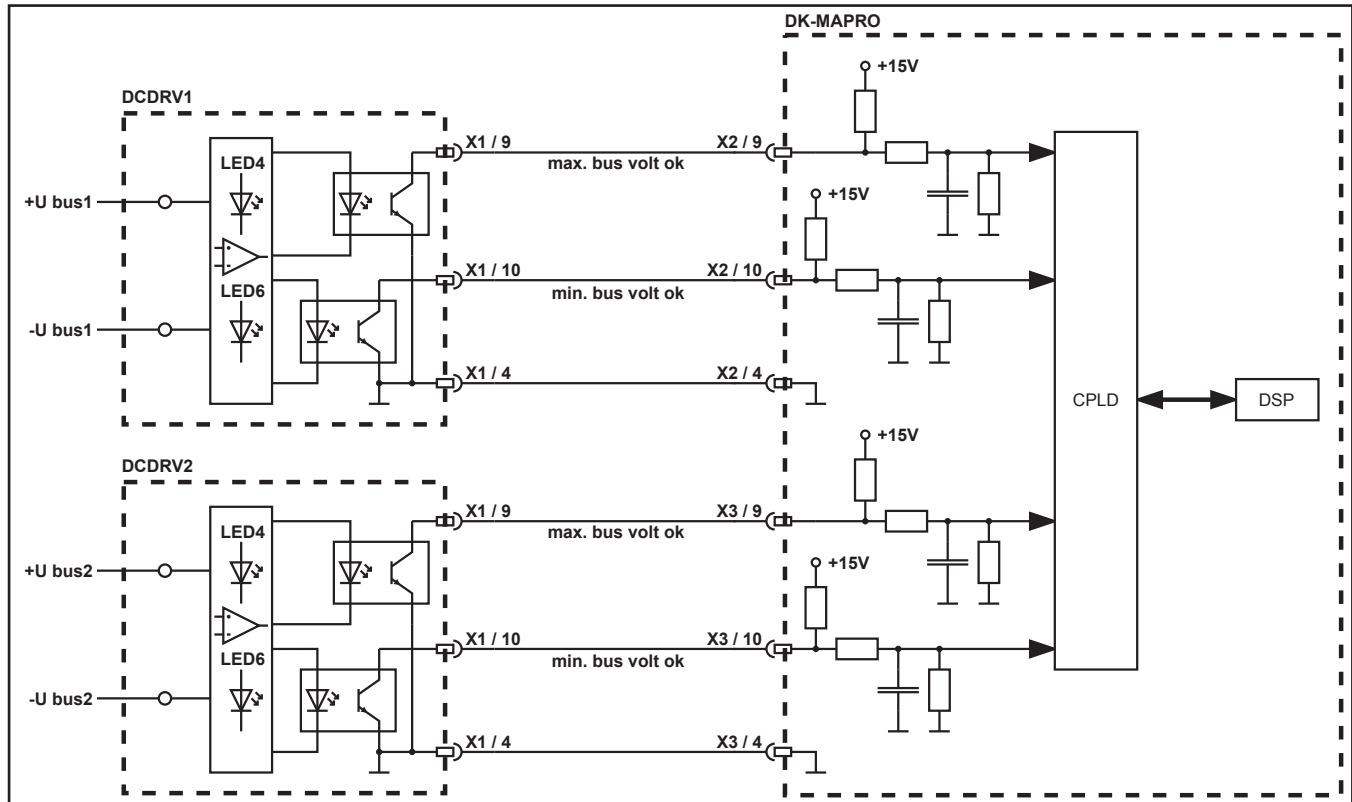 DK-MAPRO
+15V
DCDRV1
X1 / 9
X2 / 9
max. bus volt ok
LED4
+15V
+U bus1
X1 / 10
X2 / 10
min. bus volt ok
LED6
-U bus1
X1 / 4
X2 / 4
CPLD
DSP
+15V
DCDRV2
X1 / 9
X3 / 9
max. bus volt ok
LED4
+15V
+U bus2
X1 / 10
X3 / 10
min. bus volt ok
LED6
-U bus2
X1 / 4
X3 / 4